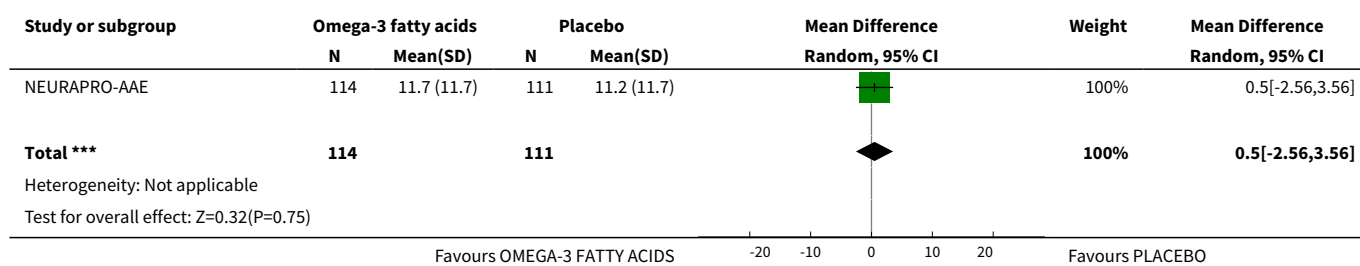 Study or subgroup Omega-3 fatty acids Placebo Mean Difference Weight Mean Difference
N Mean(SD) N Mean(SD) Random, 95% CI Random, 95% CI
NEURAPRO-AAE 114 11.7 (11.7) 111 11.2 (11.7) 100% 0.5[-2.56,3.56]
Total *** 114 111 100% 0.5[-2.56,3.56]
Heterogeneity: Not applicable
Test for overall effect: Z=0.32(P=0.75)
Favours OMEGA-3 FATTY ACIDS -20 -10 0 10 20 Favours PLACEBO